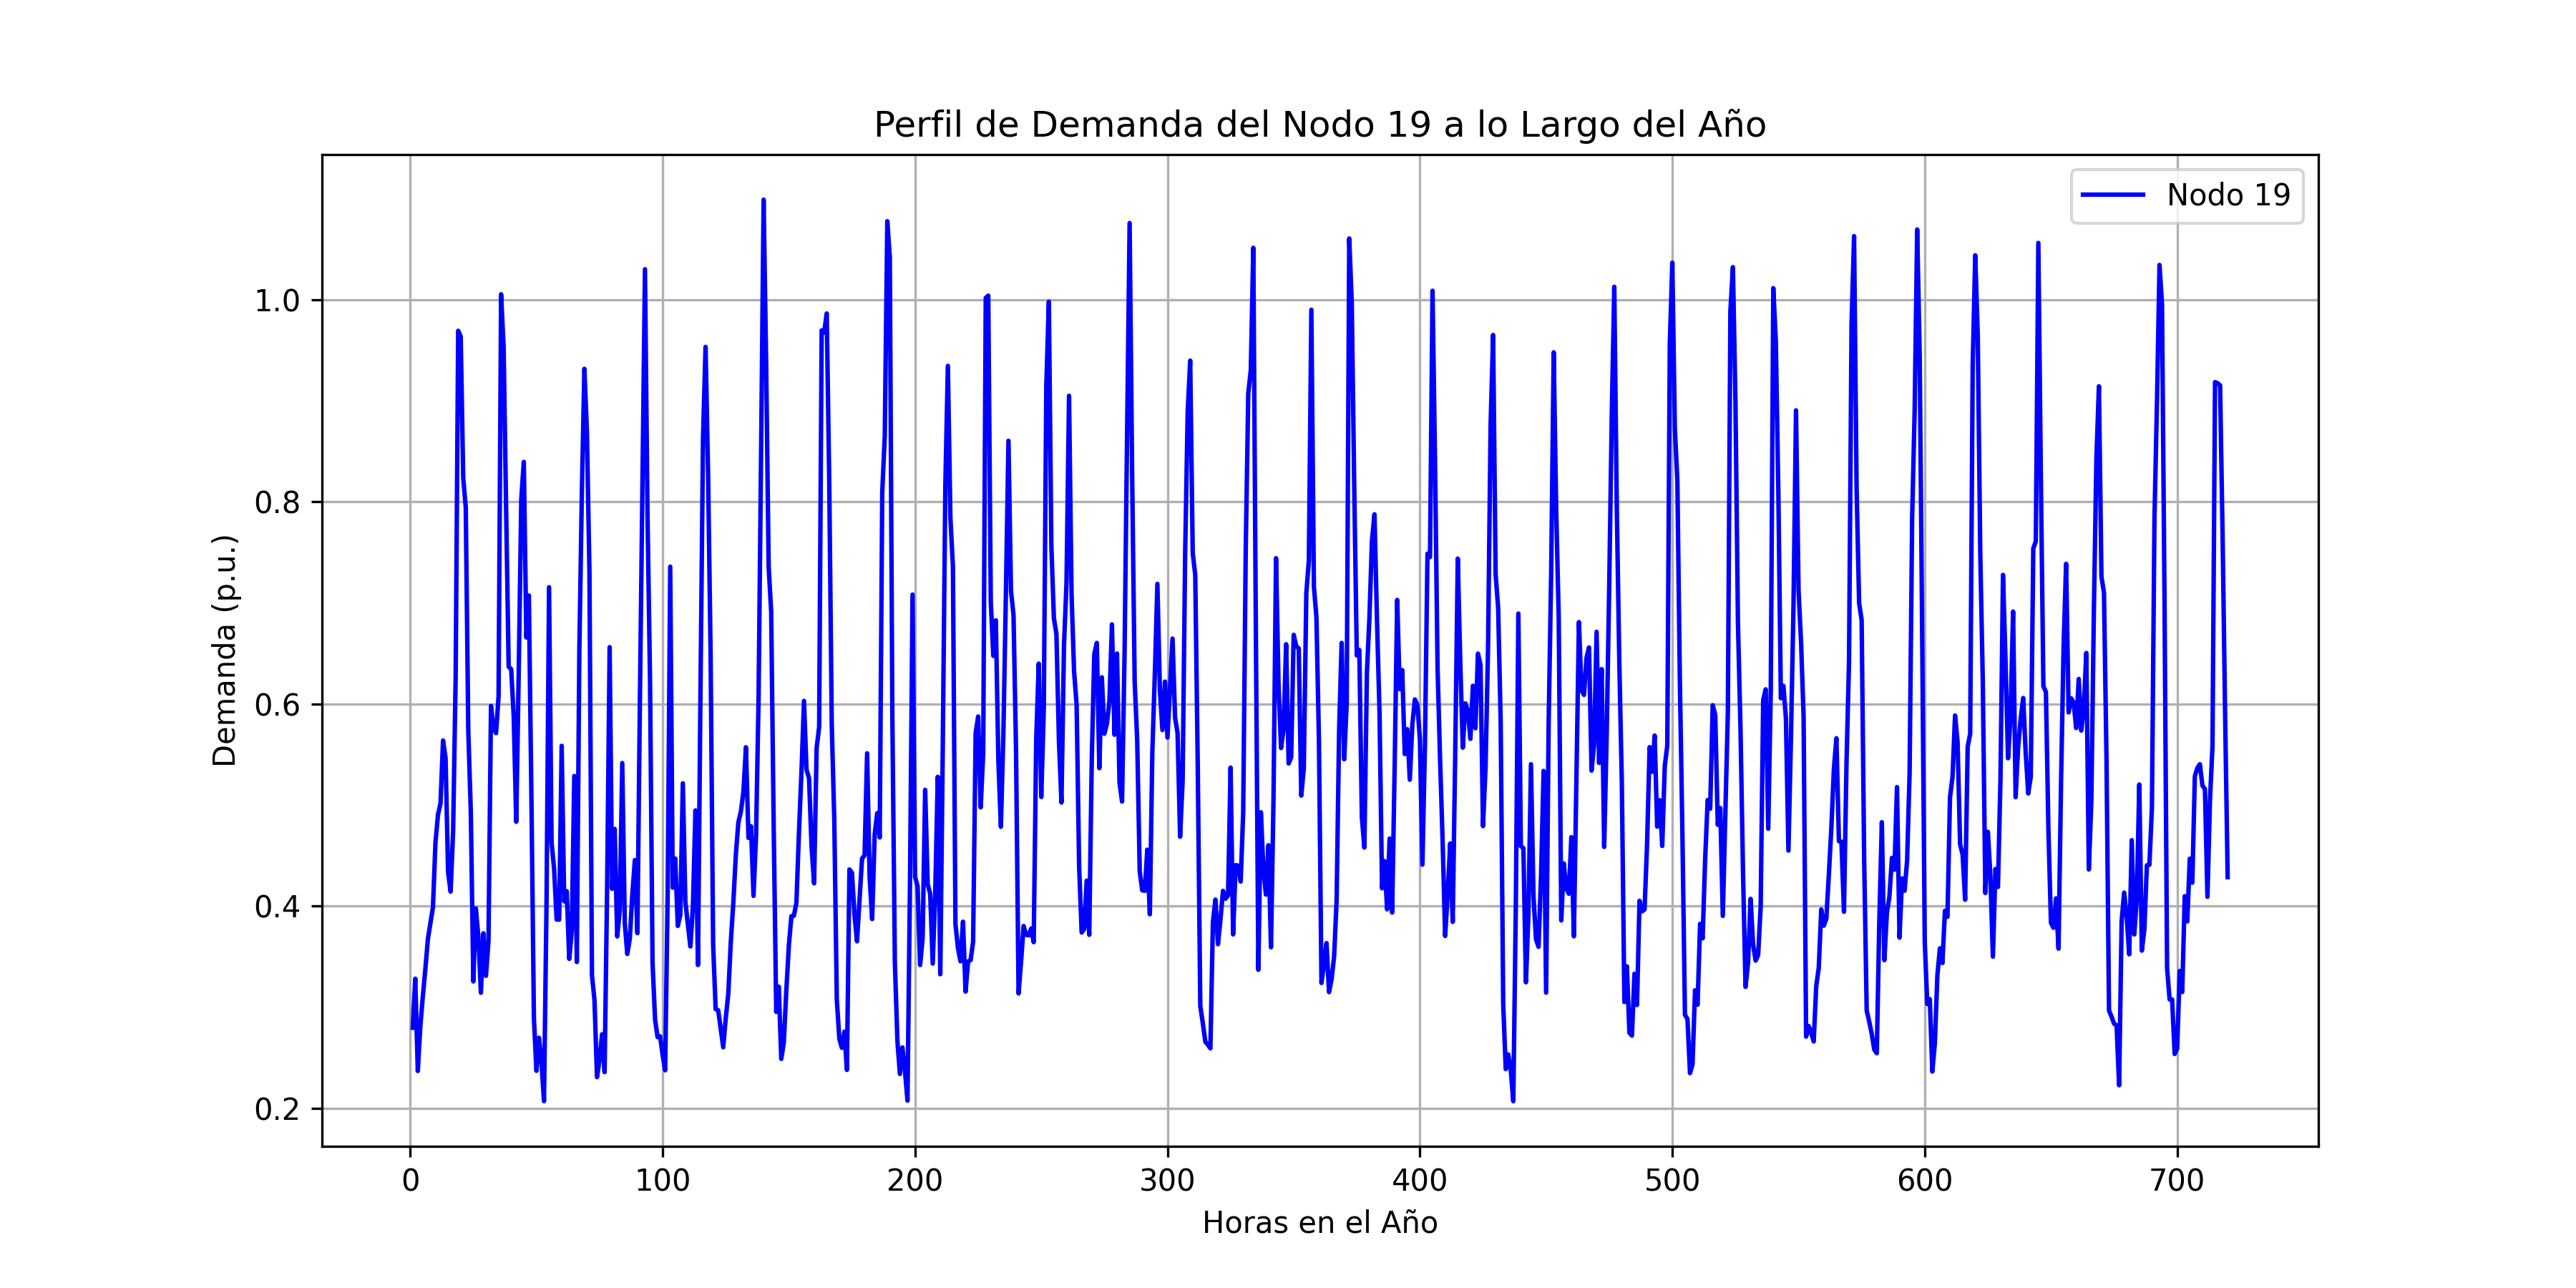 Perfil de Demanda del Nodo 19 a lo Largo del Año
Nodo 19
Demanda (p.u.)
1.0
0.8
0.6
0.4
0.2
0 100 200 300 400 500 600 700
Horas en el Año